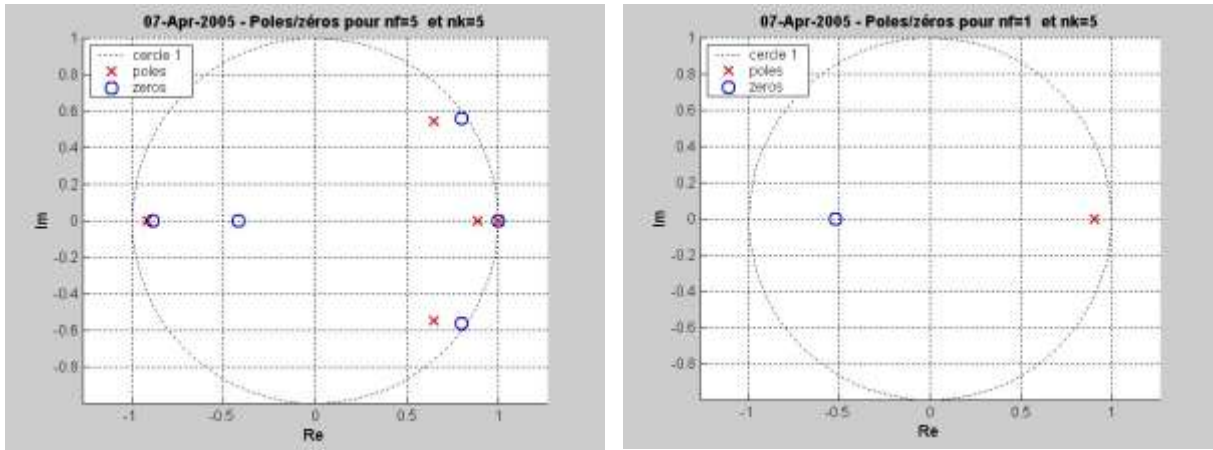 07-Apr-2005 - Poles/zéros pour nf=5 et nk=5
cercle 1
poles
zeros
1
0.8
0.6
0.4
0.2
0
-0.2
-0.4
-0.6
-0.8
Im
-1
-0.5
0
0.5
1
Re
07-Apr-2005 - Poles/zéros pour nf=1 et nk=5
cercle 1
poles
zeros
1
0.8
0.6
0.4
0.2
0
-0.2
-0.4
-0.6
-0.8
Im
-1
-0.5
0
0.5
1
Re